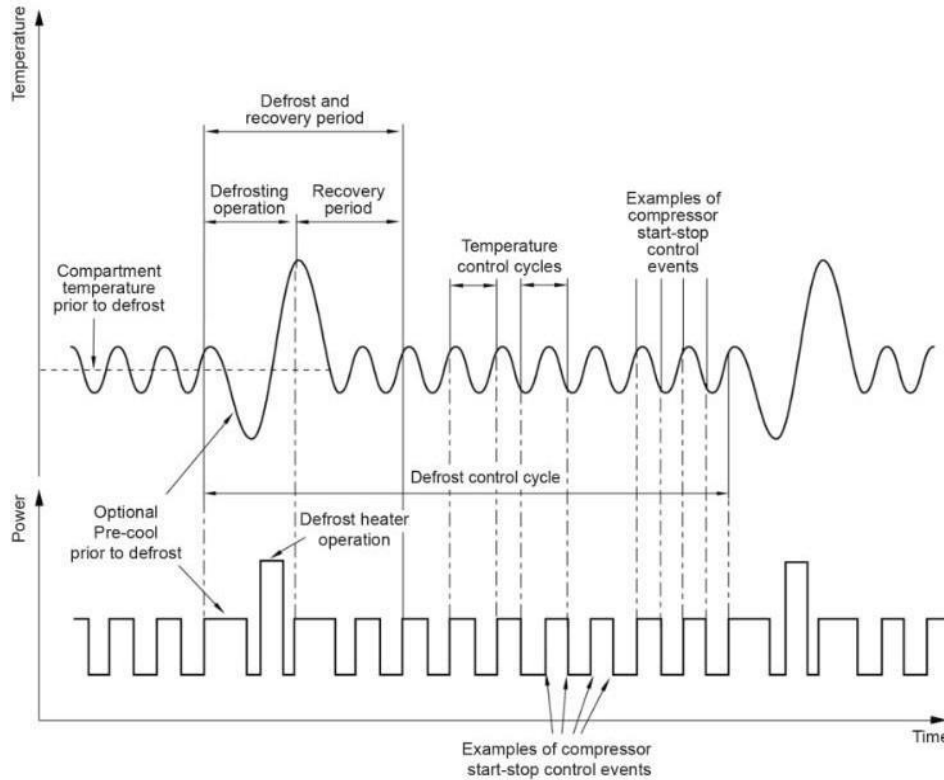 Temperature
Defrost and
recovery period
Defrosting
operation
Recovery
period
Examples of
compressor
start-stop
control
events
Temperature
control cycles
Compartment
temperature
prior to defrost
Defrost control cycle
Power
Optional
Pre-cool
prior to defrost
Defrost heater
operation
Time
Examples of compressor
start-stop control events